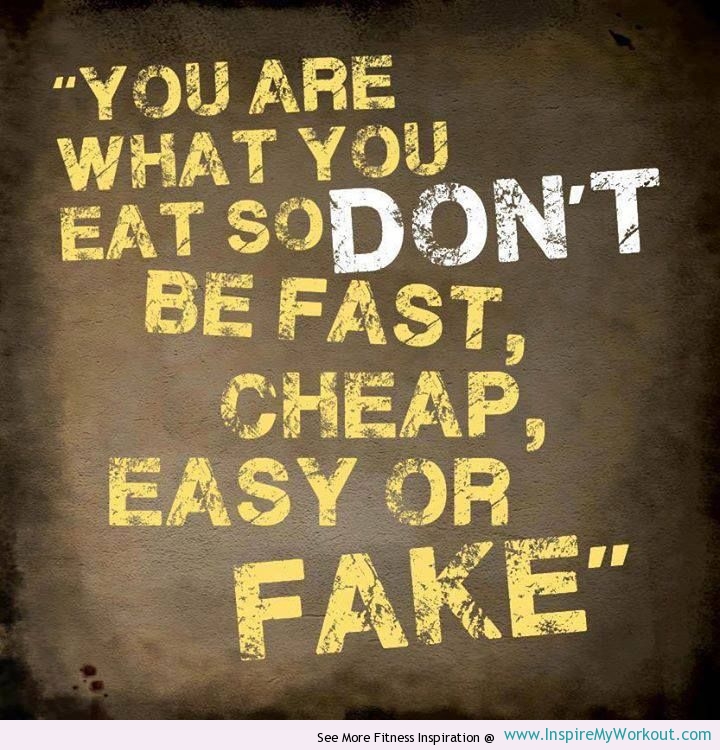 “YOU ARE
WHAT YOU
EAT SO DON'T
BE FAST,
CHEAP,
EASY OR
FAKE”
See More Fitness Inspiration @ www.InspireMyWorkout.com